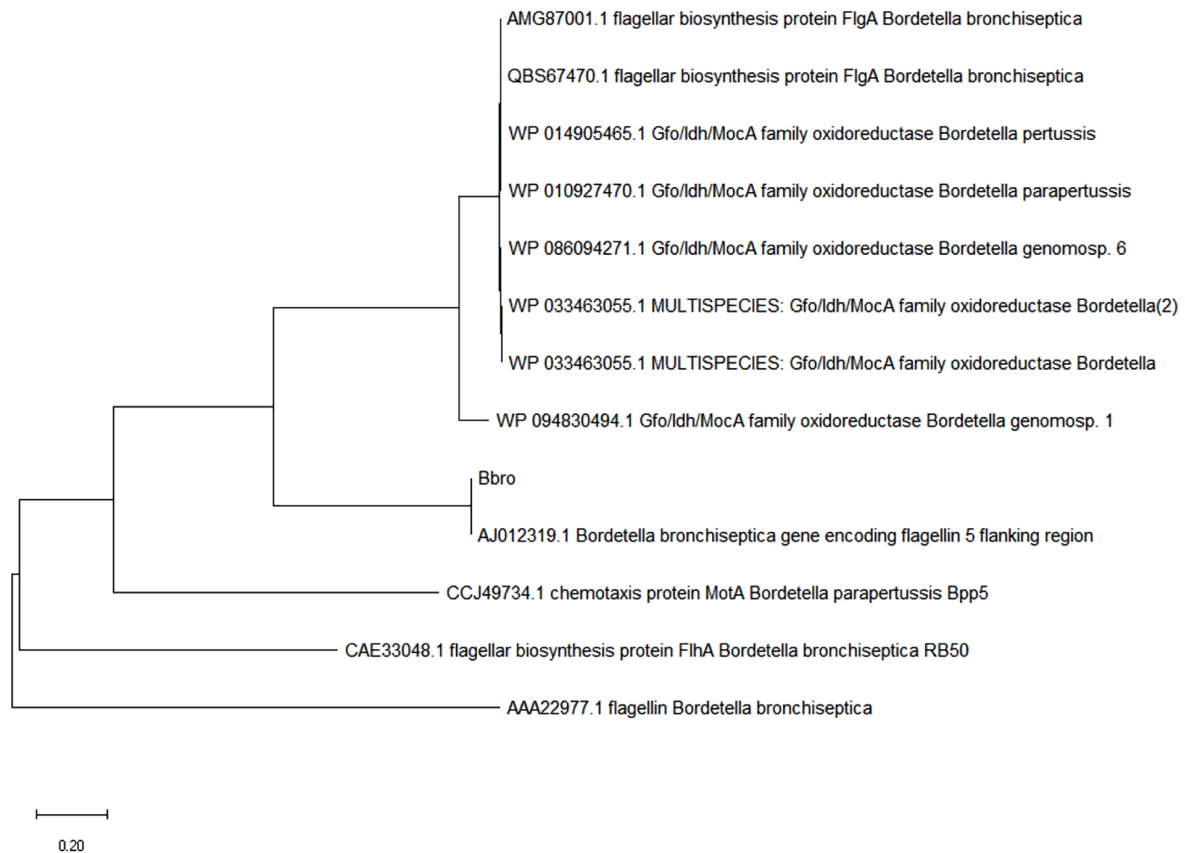 AMG87001.1 flagellar biosynthesis protein FlgA Bordetella bronchiseptica
QBS67470.1 flagellar biosynthesis protein FlgA Bordetella bronchiseptica
WP 014905465.1 Gfo/Idh/MocA family oxidoreductase Bordetella pertussis
WP 010927470.1 Gfo/Idh/MocA family oxidoreductase Bordetella parapertussis
WP 086094271.1 Gfo/Idh/MocA family oxidoreductase Bordetella genomosp. 6
WP 033463055.1 MULTISPECIES: Gfo/Idh/MocA family oxidoreductase Bordetella(2)
WP 033463055.1 MULTISPECIES: Gfo/Idh/MocA family oxidoreductase Bordetella
WP 094830494.1 Gfo/Idh/MocA family oxidoreductase Bordetella genomosp. 1
Bbro
AJ012319.1 Bordetella bronchiseptica gene encoding flagellin 5 flanking region
CCJ49734.1 chemotaxis protein MotA Bordetella parapertussis Bpp5
CAE33048.1 flagellar biosynthesis protein FlhA Bordetella bronchiseptica RB50
AAA22977.1 flagellin Bordetella bronchiseptica
0.20